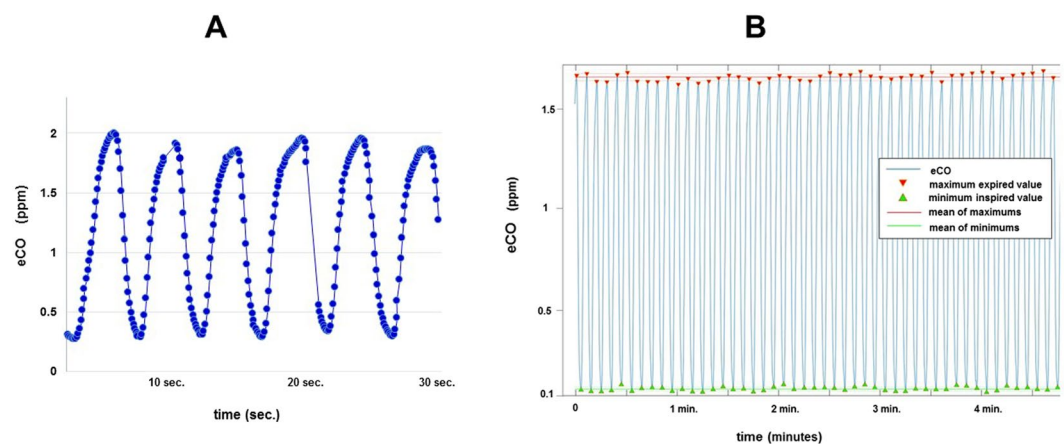 A
2
1.5
1
0.5
0
eCO (ppm)
10 sec.
20 sec.
30 sec.
time (sec.)
B
1.5
1
0.5
0.1
eCO (ppm)
eCO
maximum expired value
minimum inspired value
mean of maximums
mean of minimums
0
1 min.
2 min.
3 min.
4 min.
time (minutes)